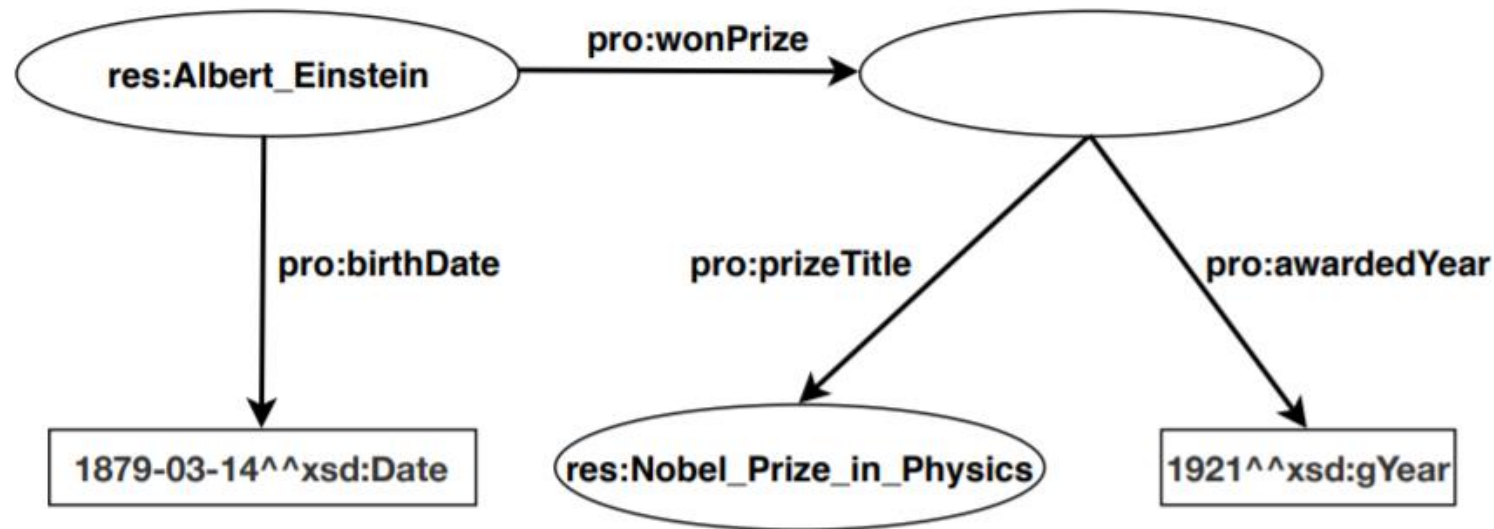 pro:wonPrize
res:Albert_Einstein
pro:birthDate
pro:prizeTitle
pro:awardedYear
1879-03-14^^xsd:Date
res:Nobel_Prize_in_Physics
1921^^xsd:gYear